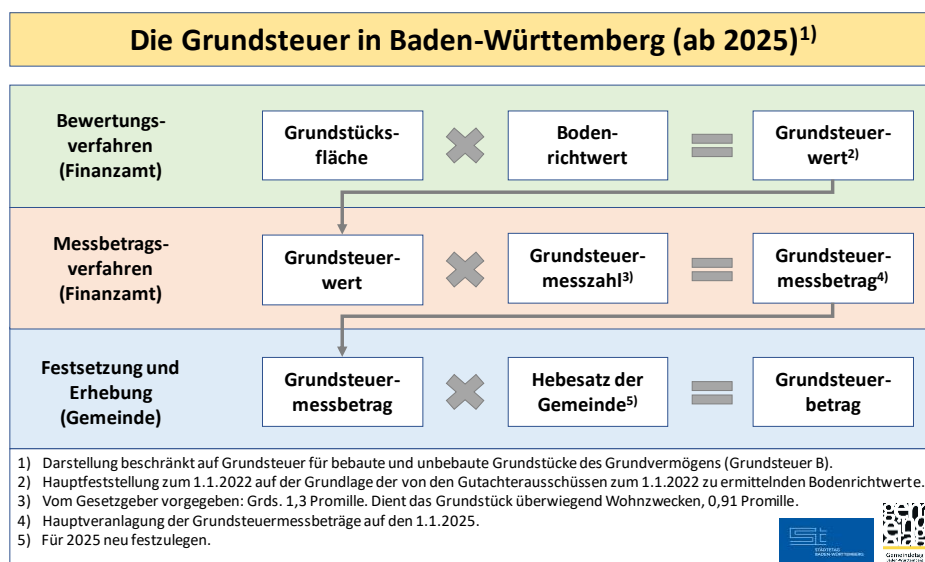 Die Grundsteuer in Baden-Württemberg (ab 2025)1)
Bewertungs-
verfahren
(Finanzamt)
Grundstücks-
fläche
Boden-
richtwert
Grundsteuer-
wert2)
Messbetrags-
verfahren
(Finanzamt)
Grundsteuer-
wert
Grundsteuer-
messzahl3)
Grundsteuer-
messbetrag4)
Festsetzung und
Erhebung
(Gemeinde)
Grundsteuer-
messbetrag
Hebesatz der
Gemeinde5)
Grundsteuer-
betrag
1) Darstellung beschränkt auf Grundsteuer für bebaute und unbebaute Grundstücke des Grundvermögens (Grundsteuer B).
2) Hauptfeststellung zum 1.1.2022 auf der Grundlage der von den Gutachterausschüssen zum 1.1.2022 zu ermittelnden Bodenrichtwerte.
3) Vom Gesetzgeber vorgegeben: Grds. 1,3 Promille. Dient das Grundstück überwiegend Wohnzwecken, 0,91 Promille.
4) Hauptveranlagung der Grundsteuermessbeträge auf den 1.1.2025.
5) Für 2025 neu festzulegen.
STÄDTETAG
BADEN-WÜRTTEMBERG
Gemeindetag